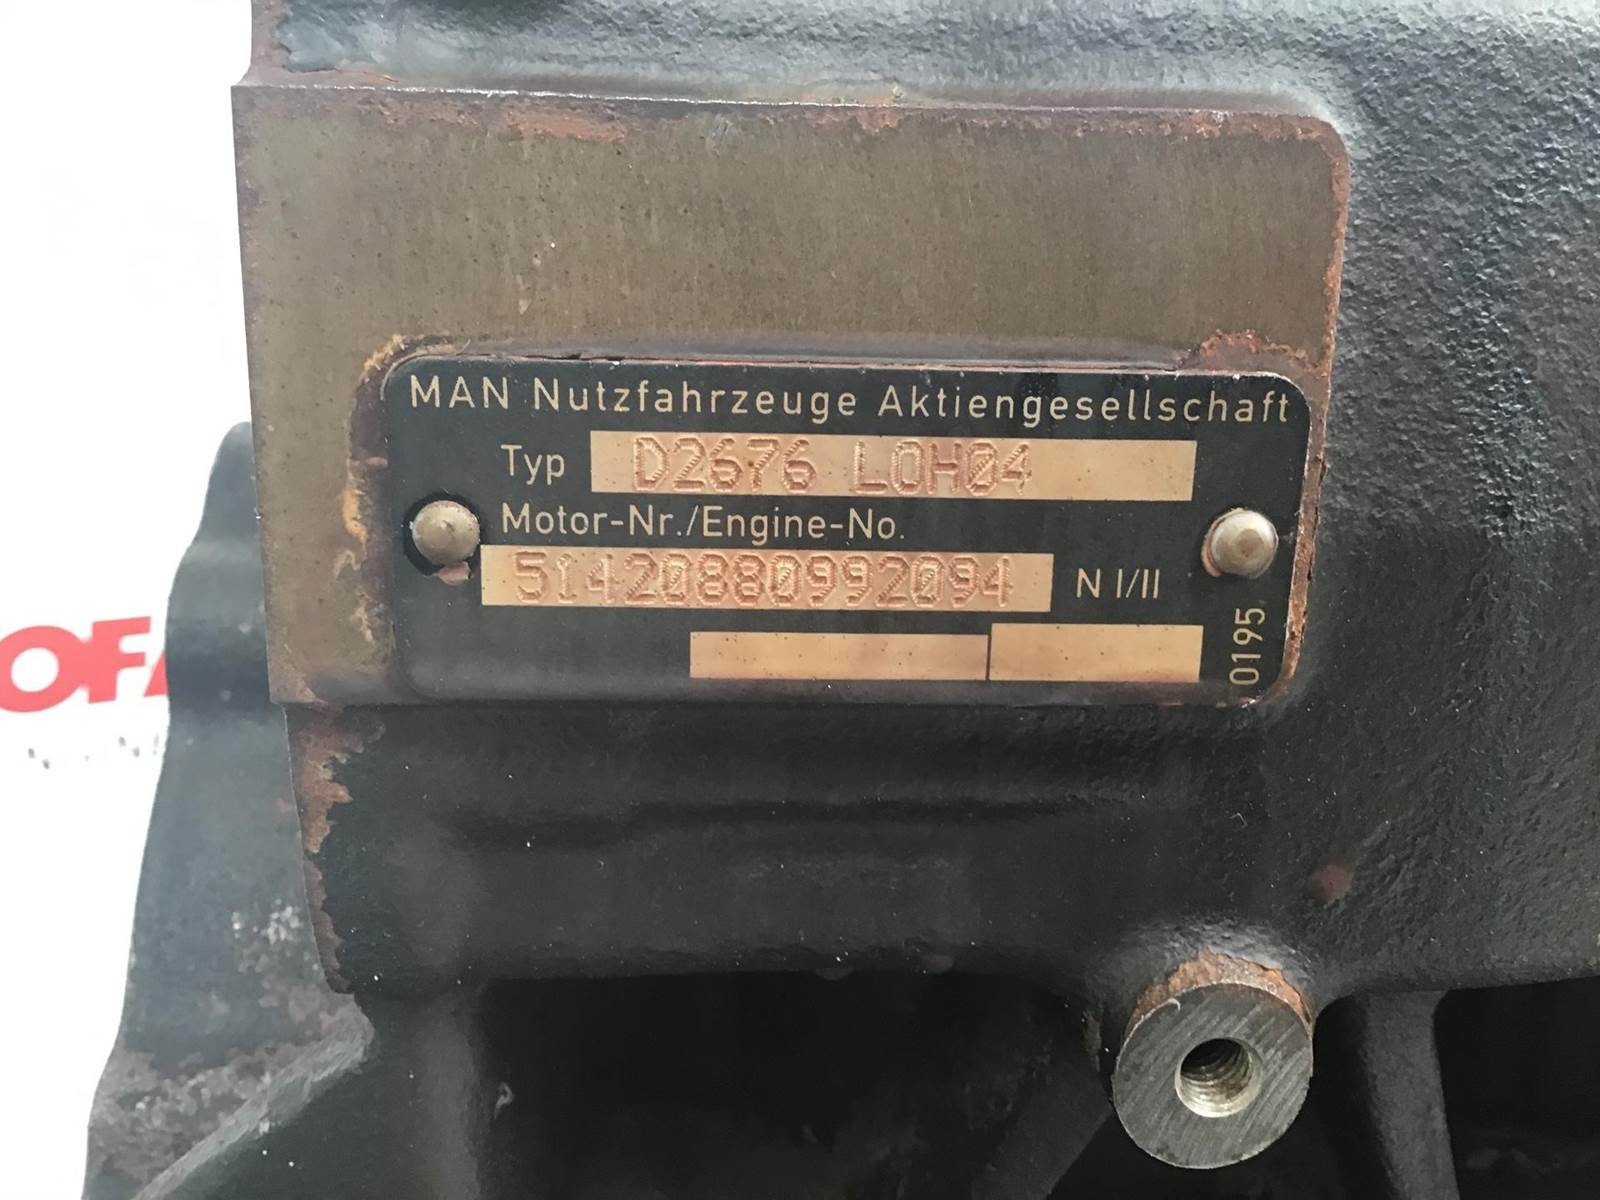 MAN Nutzfahrzeuge Aktiengesellschaft
Typ D2676 LOH04
Motor-Nr./Engine-No.
51420880992094 N I/II
0195